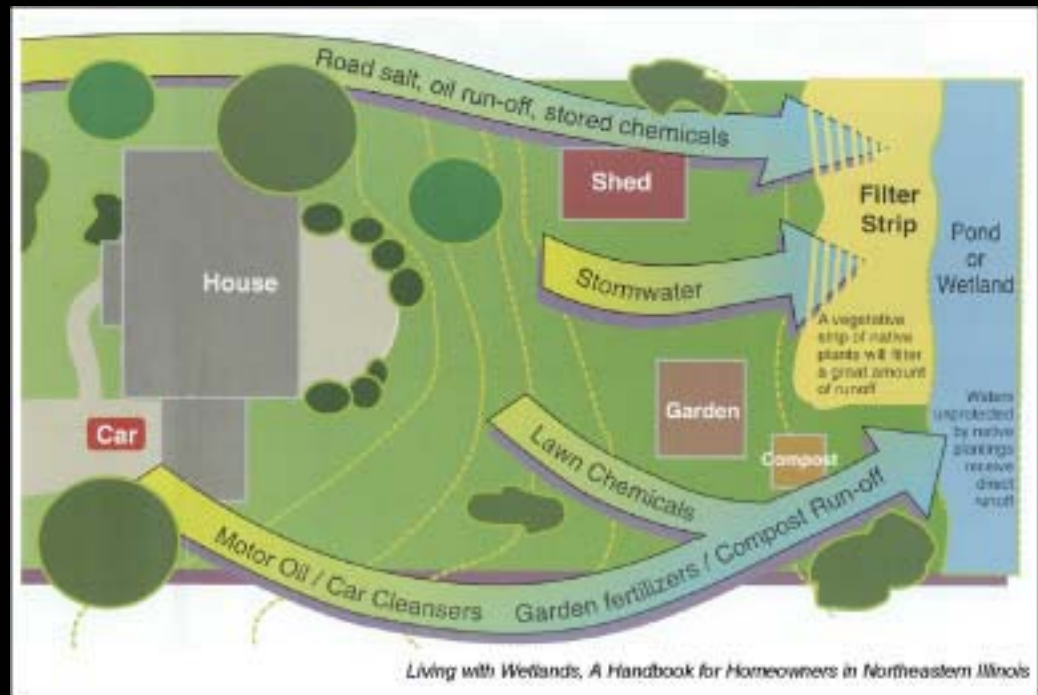 Road salt, oil run-off, stored chemicals
Shed
Filter
Strip
House
Pond
or
Wetland
Stormwater
A vegetative
strip of native
plants will filter
a great amount
of runoff
Garden
Car
Waters
unprotected
by native
plantings
receive
direct
runoff
Lawn Chemicals
Compost
Motor Oil / Car Cleansers
Garden fertilizers / Compost Run-off
Living with Wetlands, A Handbook for Homeowners in Northeastern Illinois